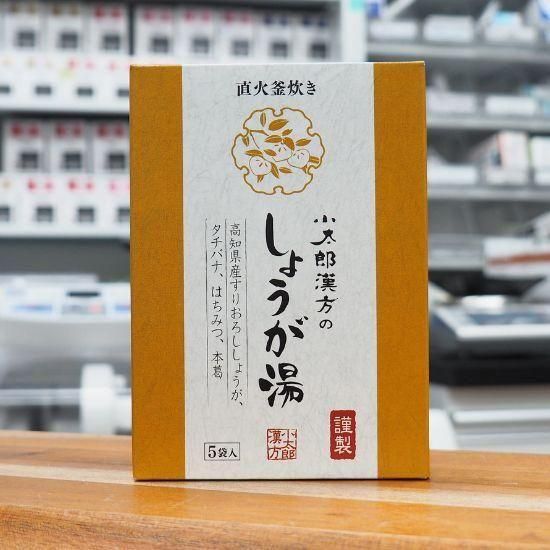 直火釜炊き
小太郎漢方の
しょうが湯
高知県産すりおろししょうが、
タチバナ、はちみつ、本葛
謹製
小太郎
漢方
5袋入